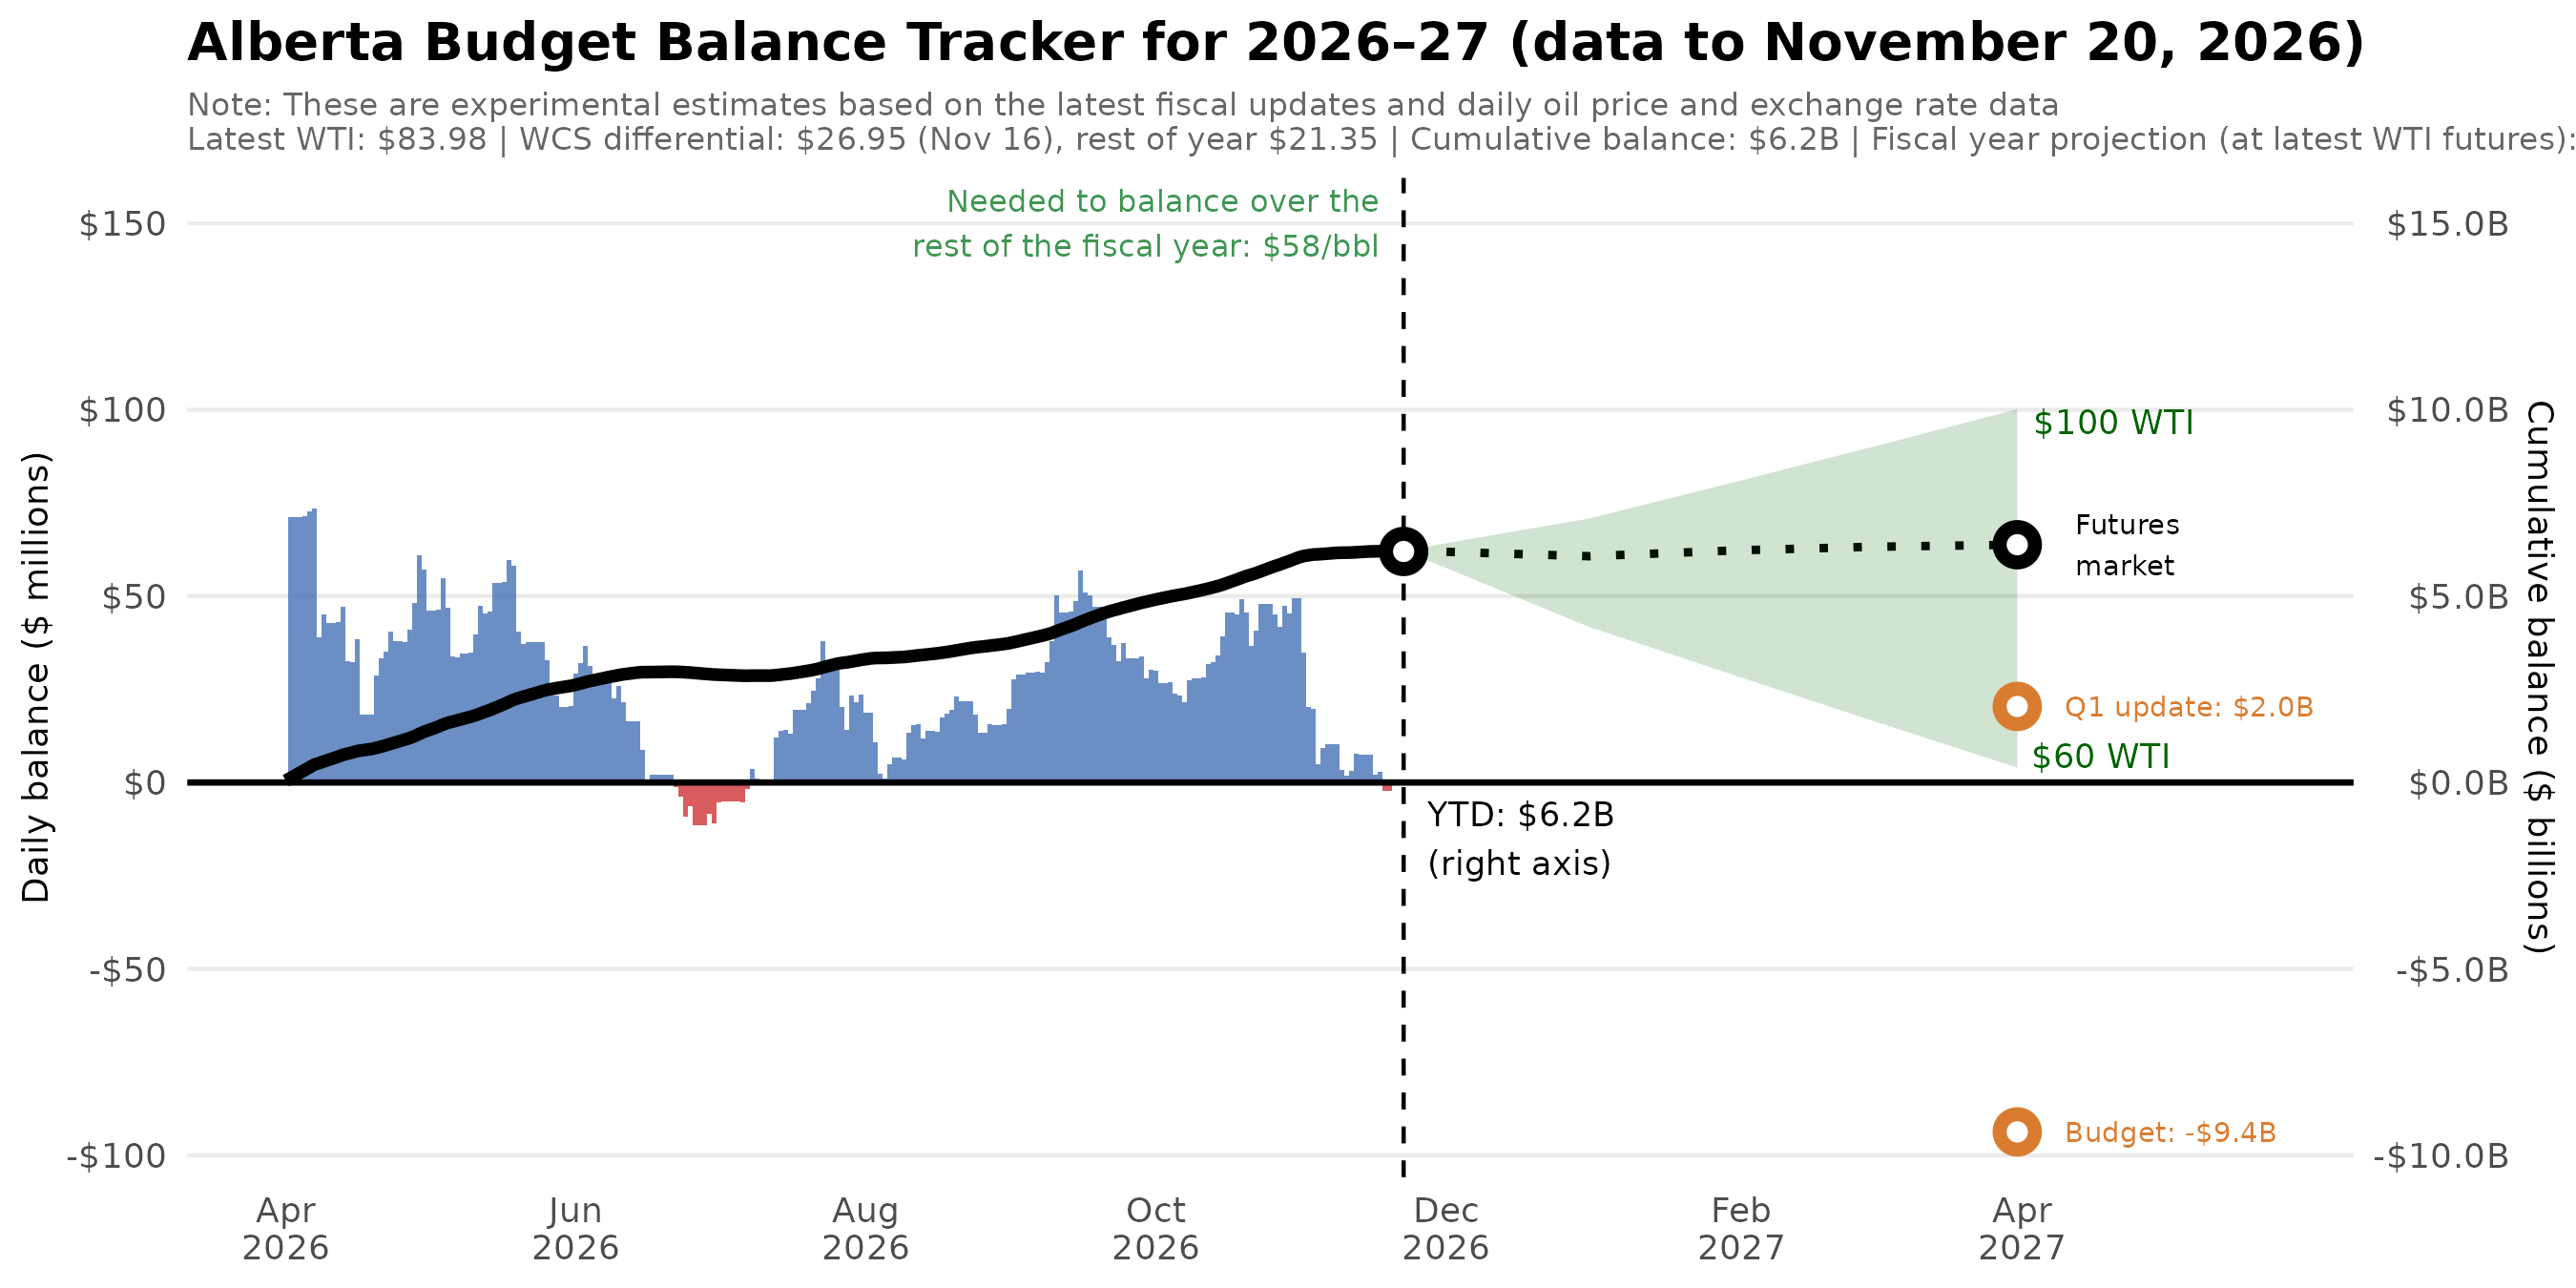 Alberta Budget Balance Tracker for 2026–27 (data to November 20, 2026)
Note: These are experimental estimates based on the latest fiscal updates and daily oil price and exchange rate data
Latest WTI: $83.98 | WCS differential: $26.95 (Nov 16), rest of year $21.35 | Cumulative balance: $6.2B | Fiscal year projection (at latest WTI futures):
Needed to balance over the
rest of the fiscal year: $58/bbl
$150
$100
$50
$0
-$50
-$100
Daily balance ($ millions)
$15.0B
$10.0B
$5.0B
$0.0B
-$5.0B
-$10.0B
Cumulative balance ($ billions)
$100 WTI
Futures
market
Q1 update: $2.0B
$60 WTI
YTD: $6.2B
(right axis)
Budget: -$9.4B
Apr
2026
Jun
2026
Aug
2026
Oct
2026
Dec
2026
Feb
2027
Apr
2027